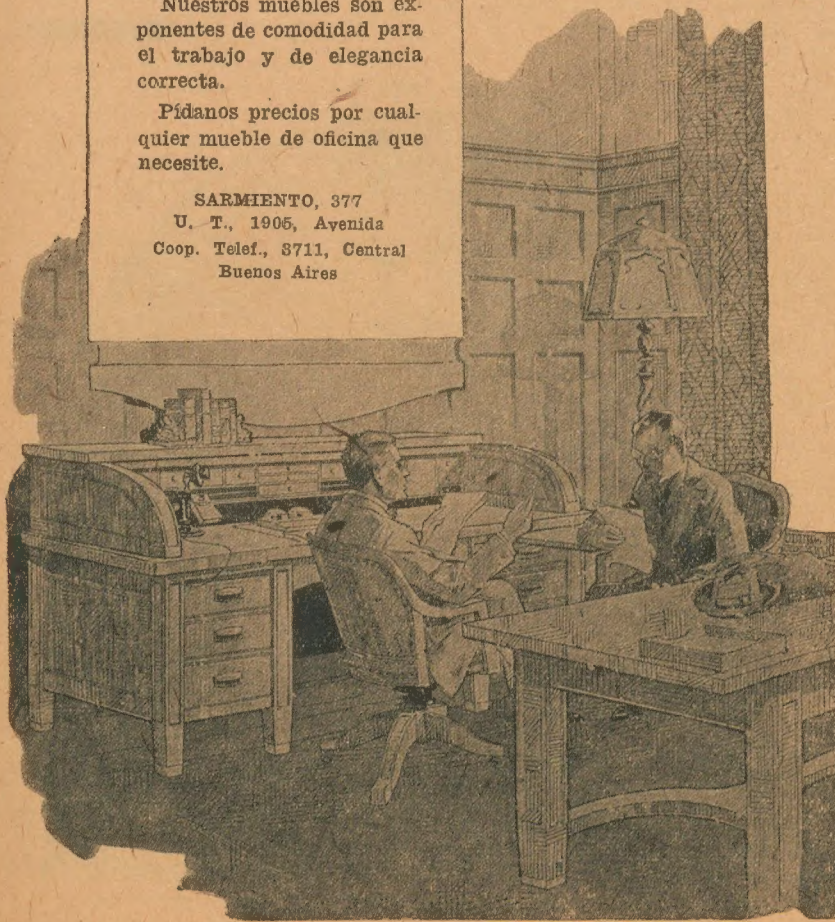 Nuestros muebles son ex-
ponentes de comodidad para
el trabajo y de elegancia
correcta.
Pídanos precios por cual-
quier mueble de oficina que
necesite.
SARMIENTO, 377
U. T., 1905, Avenida
Coop. Telef., 3711, Central
Buenos Aires